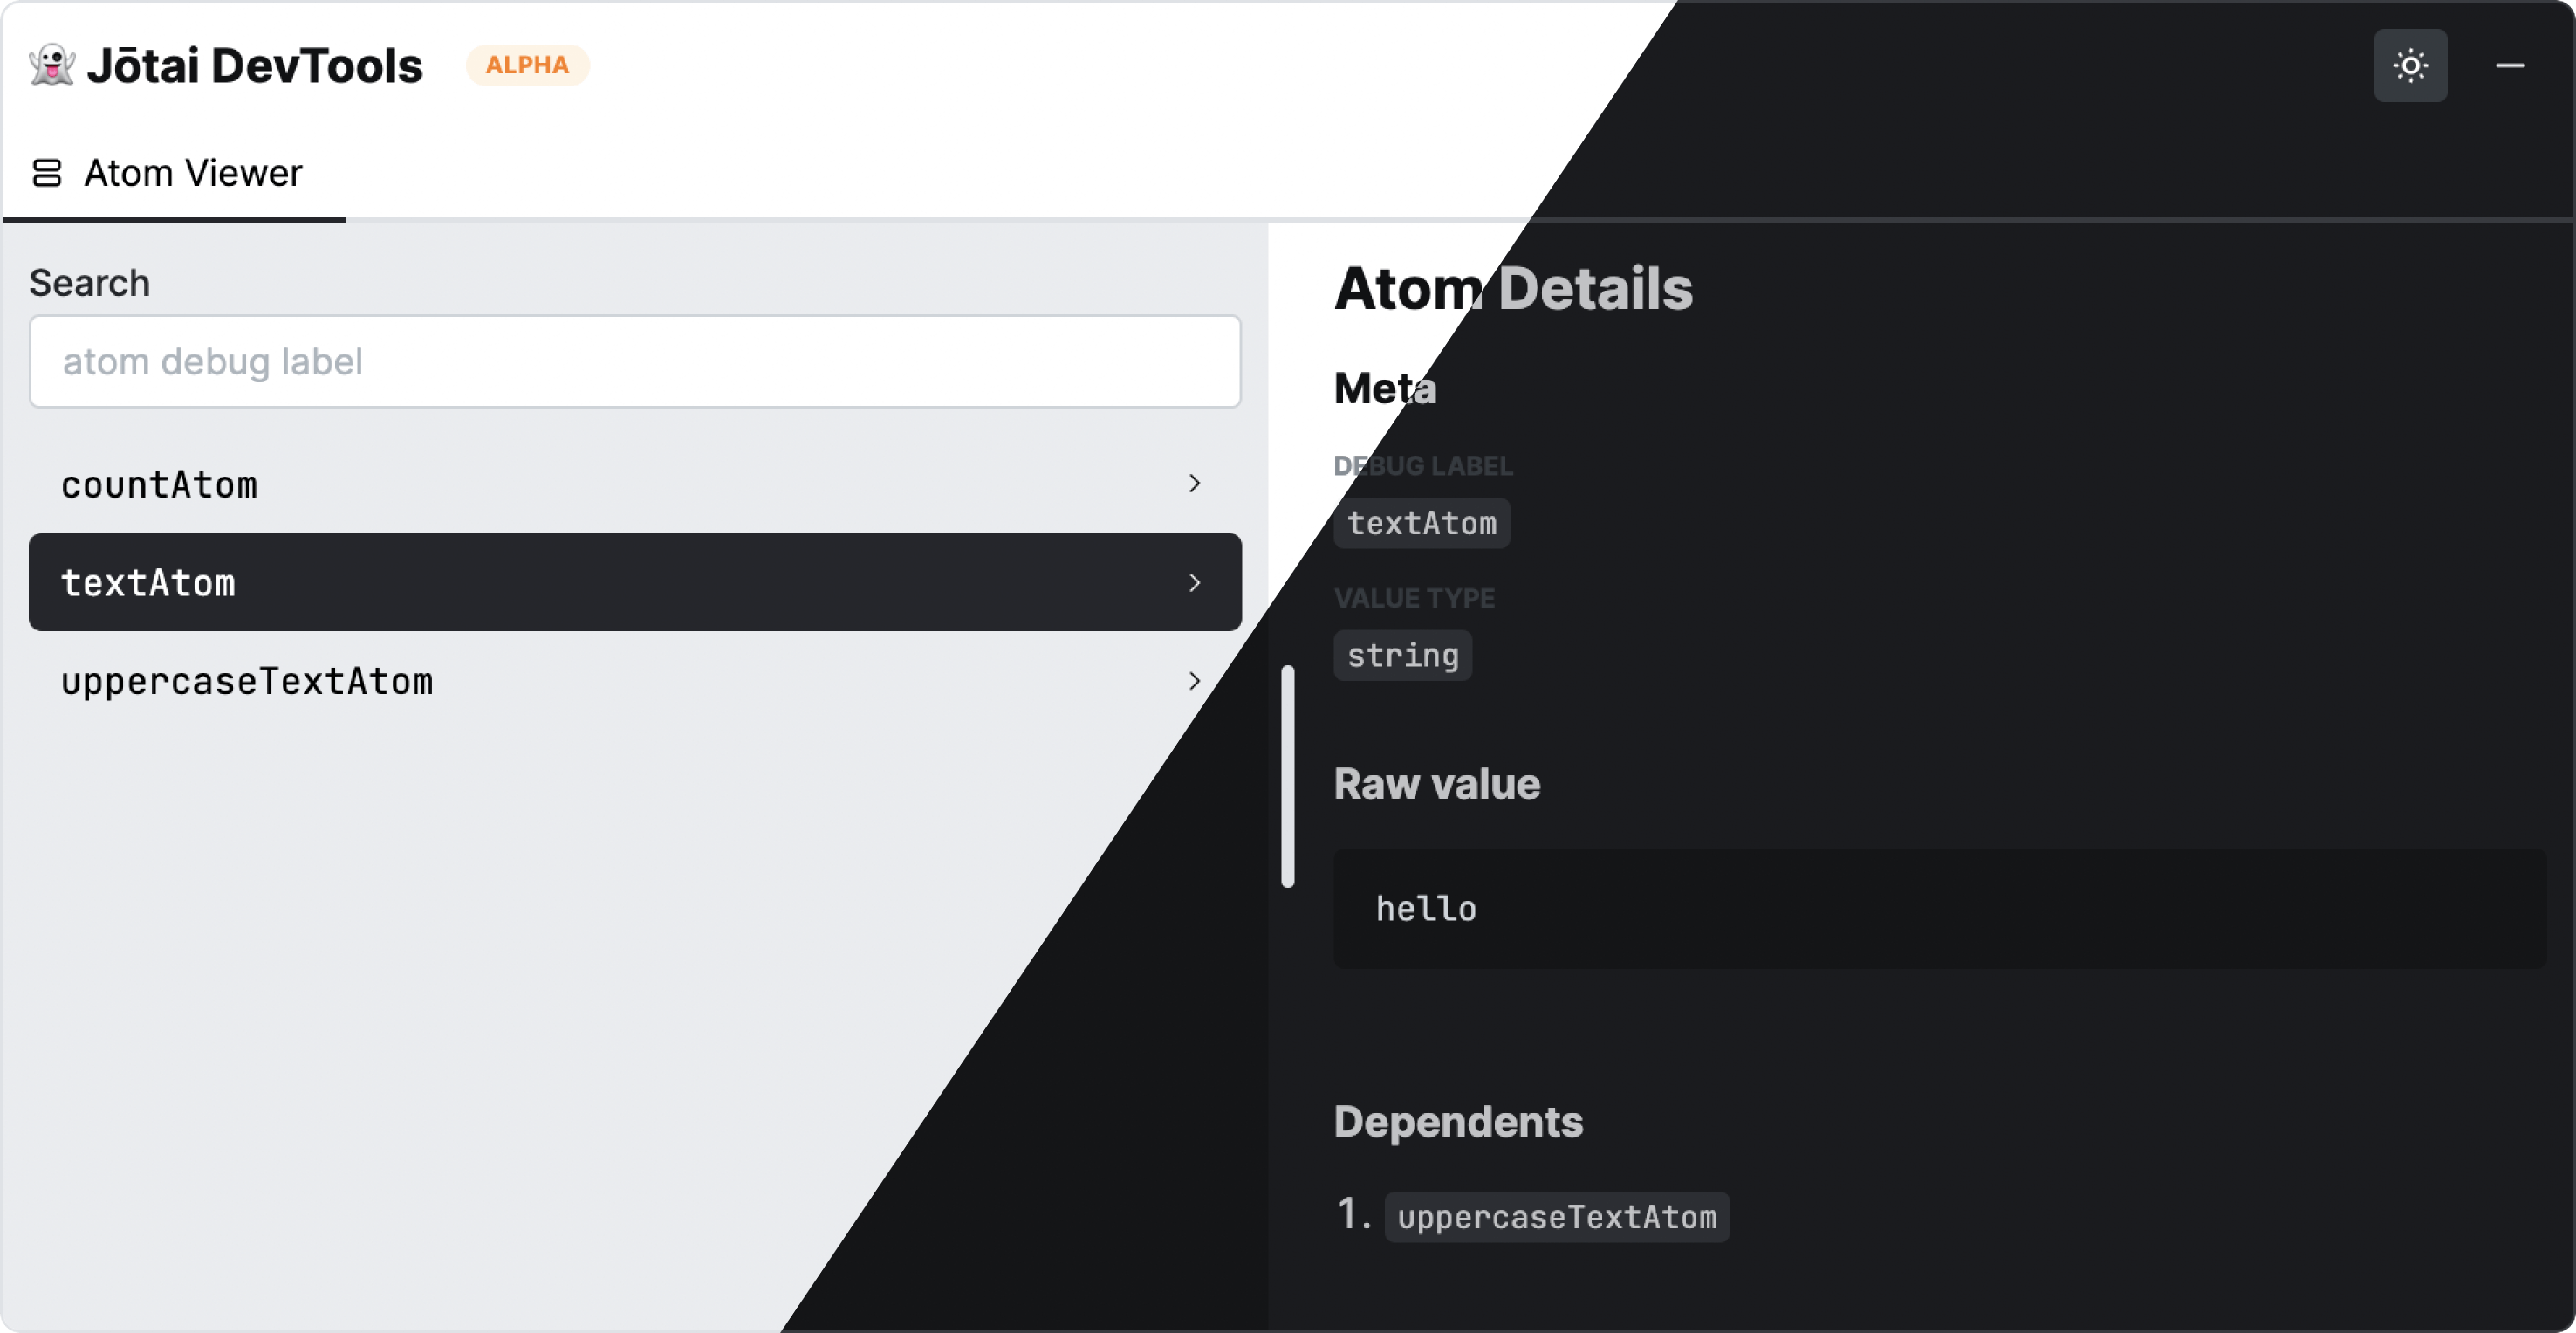 Jōtai DevTools ALPHA
Atom Viewer
Search
atom debug label
countAtom
textAtom
uppercaseTextAtom
Atom Details
Meta
DEBUG LABEL
textAtom
VALUE TYPE
string
Raw value
hello
Dependents
1. uppercaseTextAtom